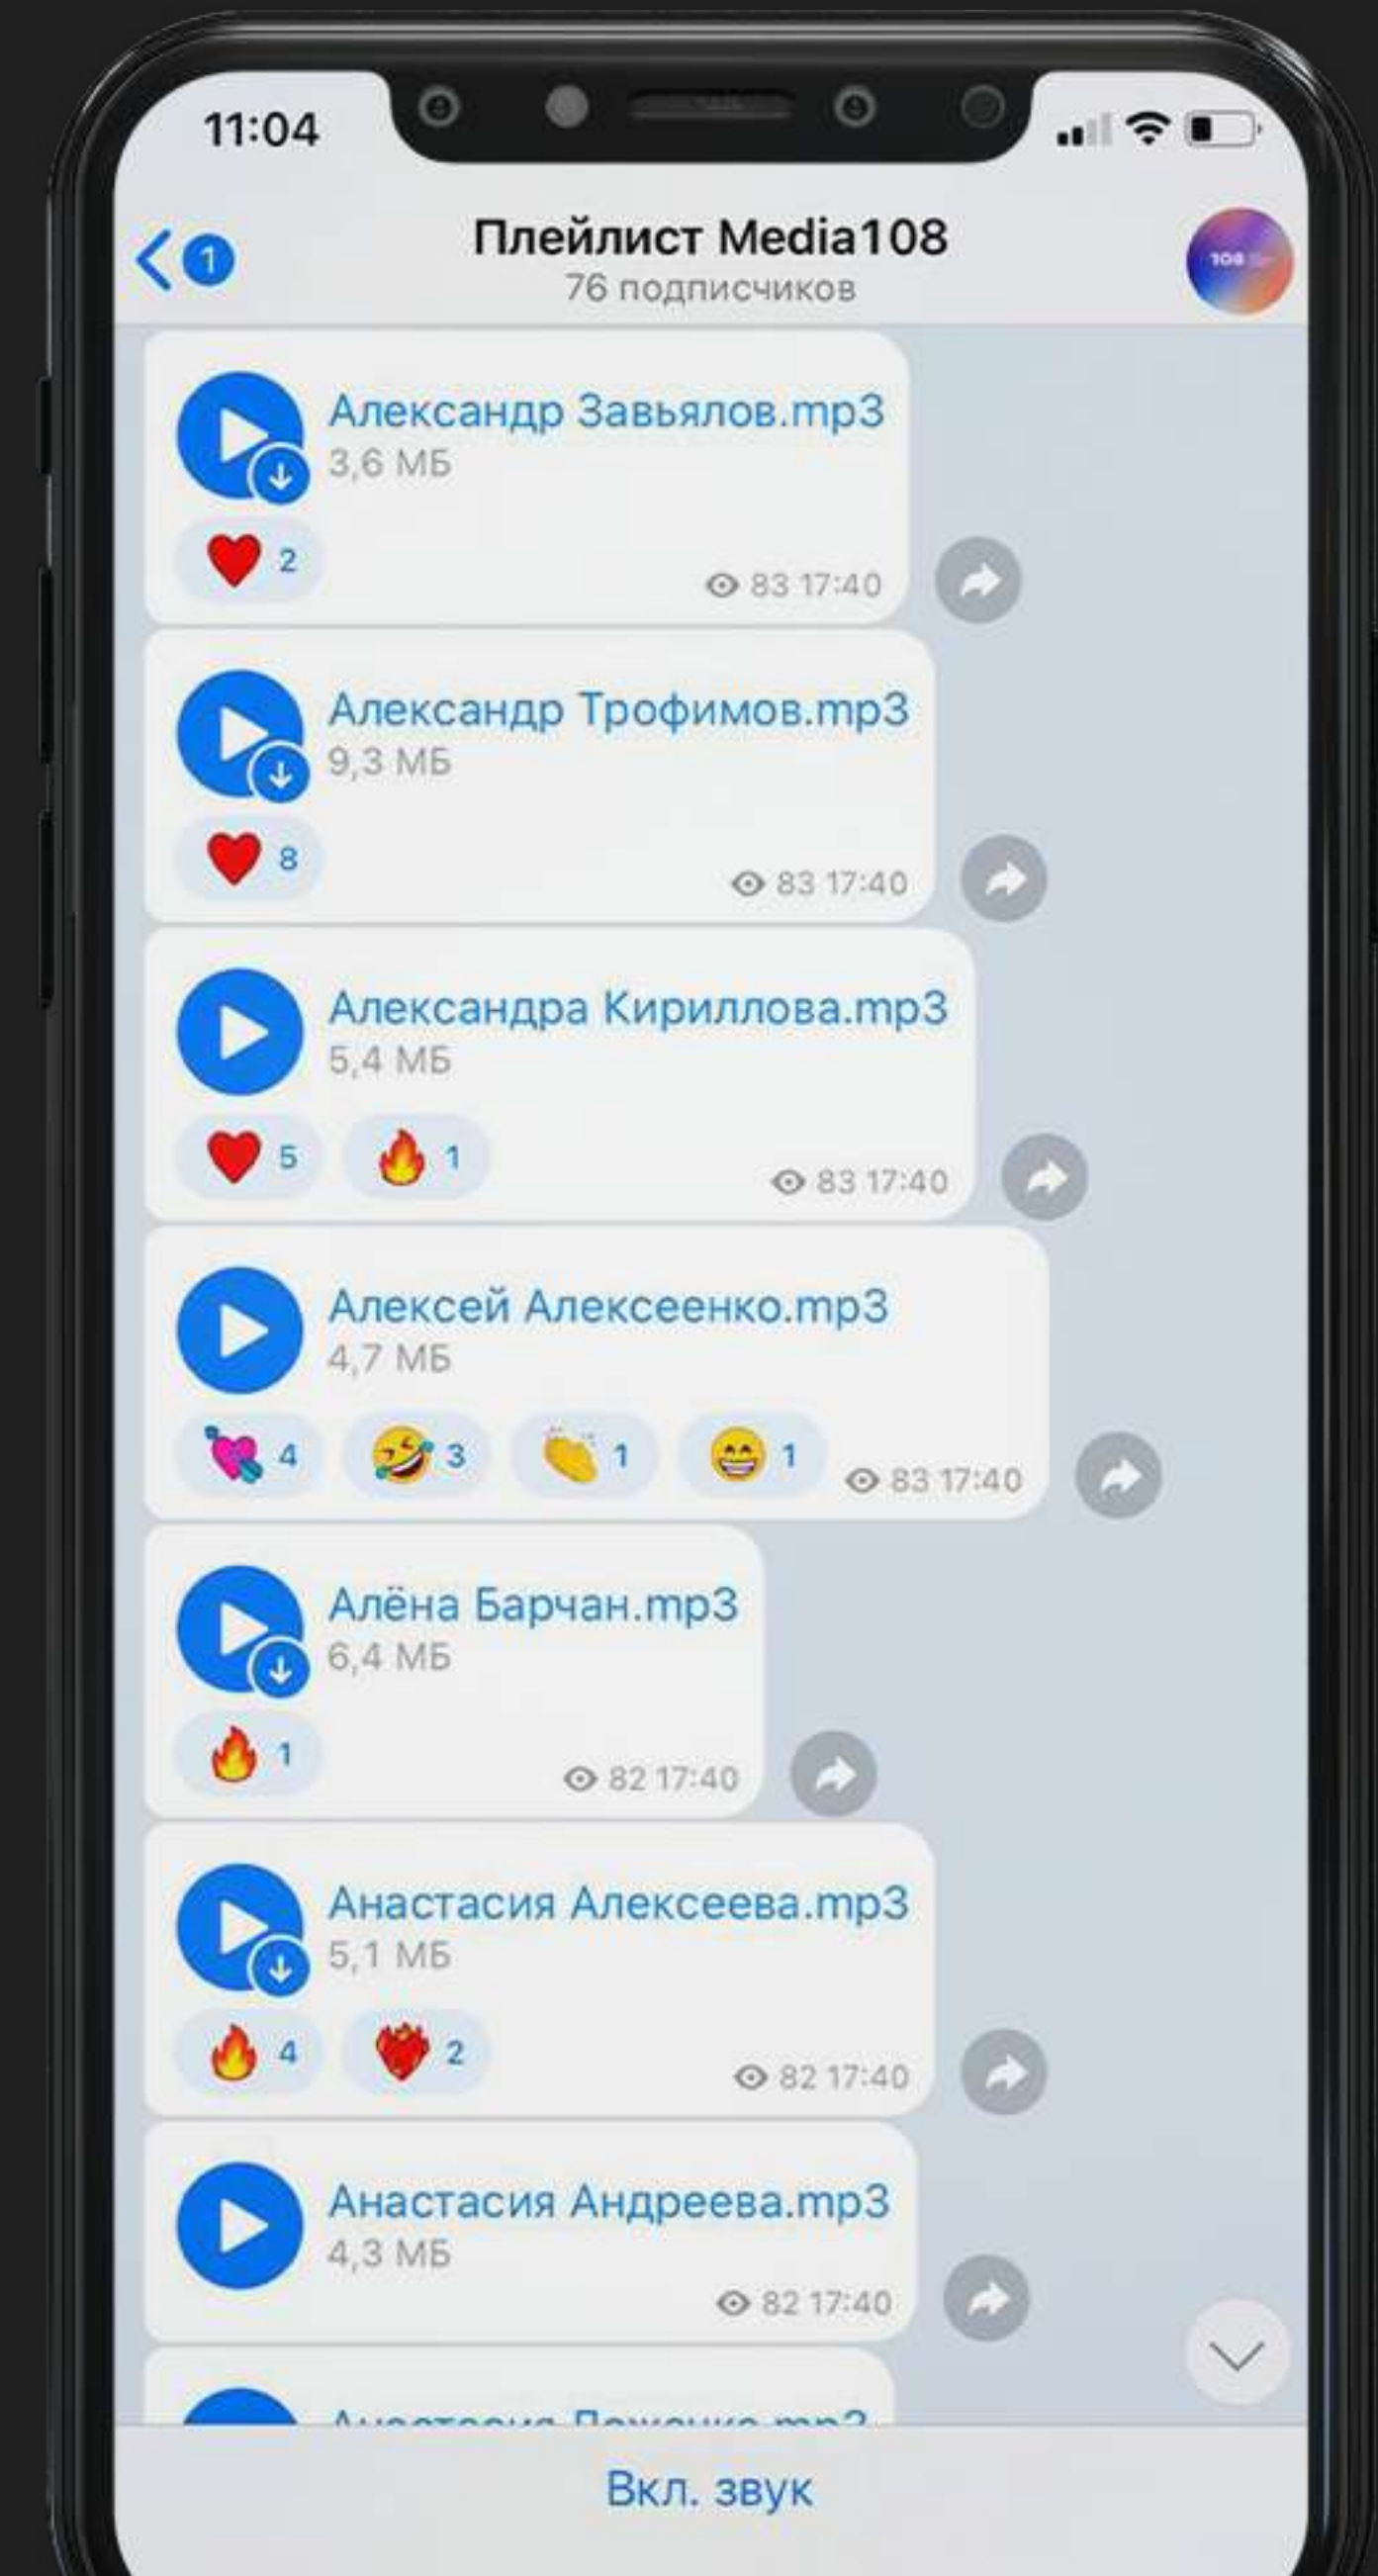 11:04
1
Плейлист Media108
76 подписчиков
108
Александр Завьялов.mp3
3,6 МБ
2
83 17:40
Александр Трофимов.mp3
9,3 МБ
8
83 17:40
Александра Кириллова.mp3
5,4 МБ
5 1
83 17:40
Алексей Алексеенко.mp3
4,7 МБ
4 3 1 1
83 17:40
Алёна Барчан.mp3
6,4 МБ
1
82 17:40
Анастасия Алексеева.mp3
5,1 МБ
4 2
82 17:40
Анастасия Андреева.mp3
4,3 МБ
82 17:40
Анастасия
Вкл. звук